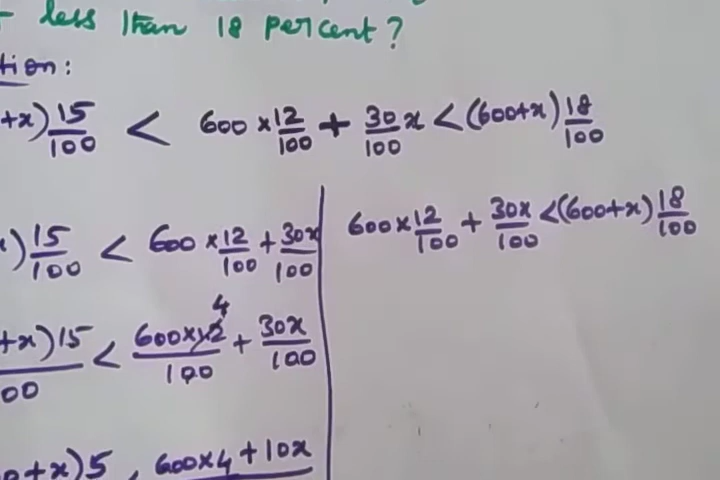 less than 18 percent?
tion:
+x) 15/100 < 600 × 12/100 + 30/100 x < (600+x) 18/100
) 15/100 < 600 × 12/100 + 30x/100
600 × 12/100 + 30x/100 < (600+x) 18/100
+x) 15/00 < 600×12 4/100 + 30x/100
+x) 5 600×4 + 10x